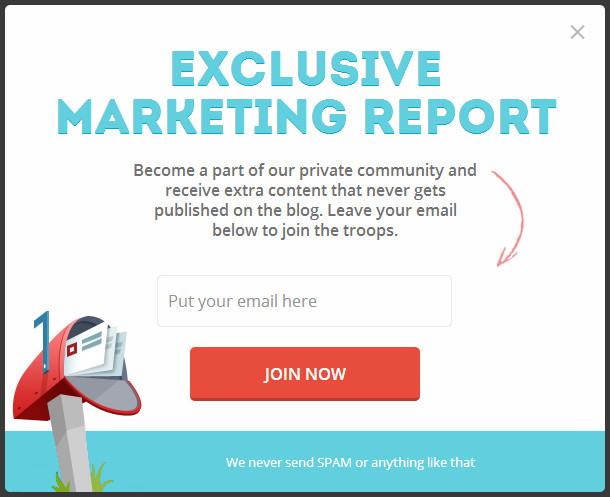 EXCLUSIVE
MARKETING REPORT
Become a part of our private community and
receive extra content that never gets
published on the blog. Leave your email
below to join the troops.
Put your email here
JOIN NOW
We never send SPAM or anything like that